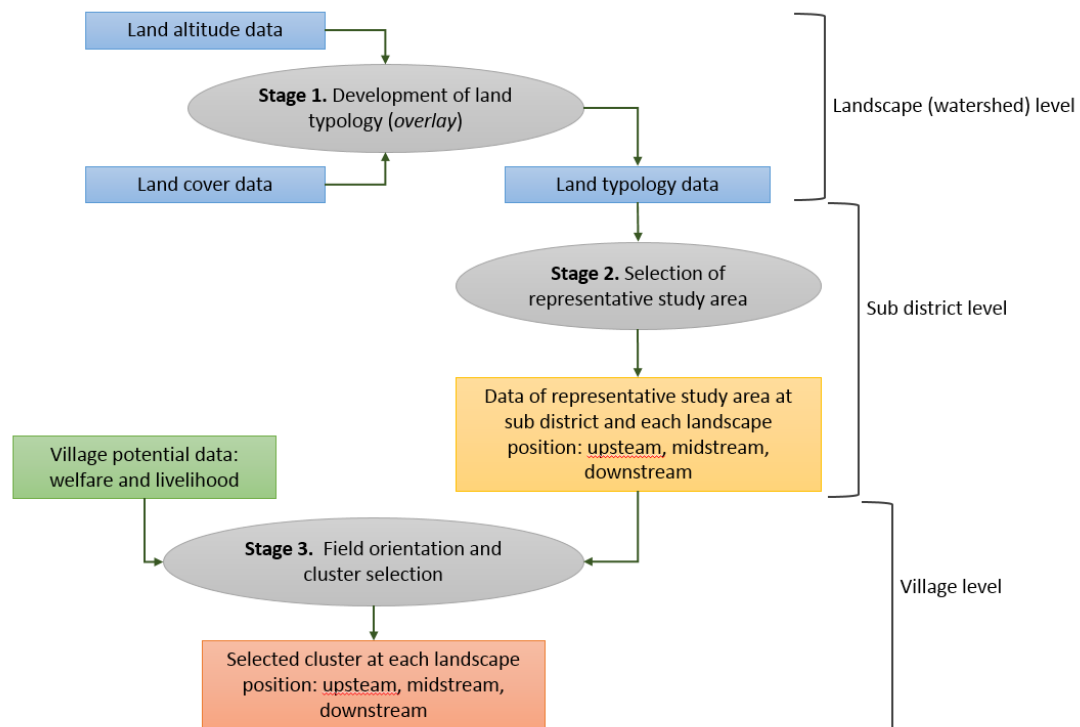 Land altitude data
Stage 1. Development of land
typology (overlay)
Landscape (watershed) level
Land cover data
Land typology data
Stage 2. Selection of
representative study area
Sub district level
Data of representative study area at
sub district and each landscape
position: upsteam, midstream,
downstream
Village potential data:
welfare and livelihood
Stage 3.  Field orientation and
cluster selection
Village level
Selected cluster at each landscape
position: upsteam, midstream,
downstream